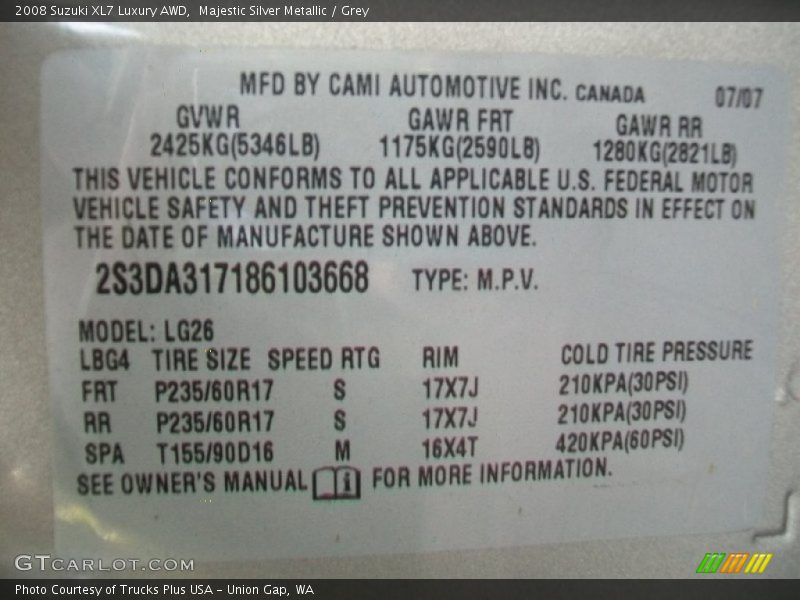 2008 Suzuki XL7 Luxury AWD,  Majestic Silver Metallic / Grey
MFD BY CAMI AUTOMOTIVE INC. CANADA 07/07
GVWR GAWR FRT GAWR RR
2425KG(5346LB) 1175KG(2590LB) 1280KG(2821LB)
THIS VEHICLE CONFORMS TO ALL APPLICABLE U.S. FEDERAL MOTOR
VEHICLE SAFETY AND THEFT PREVENTION STANDARDS IN EFFECT ON
THE DATE OF MANUFACTURE SHOWN ABOVE.
2S3DA317186103668 TYPE: M.P.V.
MODEL: LG26
LBG4 TIRE SIZE SPEED RTG RIM COLD TIRE PRESSURE
FRT P235/60R17 S 17X7J 210KPA(30PSI)
RR P235/60R17 S 17X7J 210KPA(30PSI)
SPA T155/90D16 M 16X4T 420KPA(60PSI)
SEE OWNER'S MANUAL i FOR MORE INFORMATION.
GTCARLOT.COM
Photo Courtesy of Trucks Plus USA – Union Gap, WA